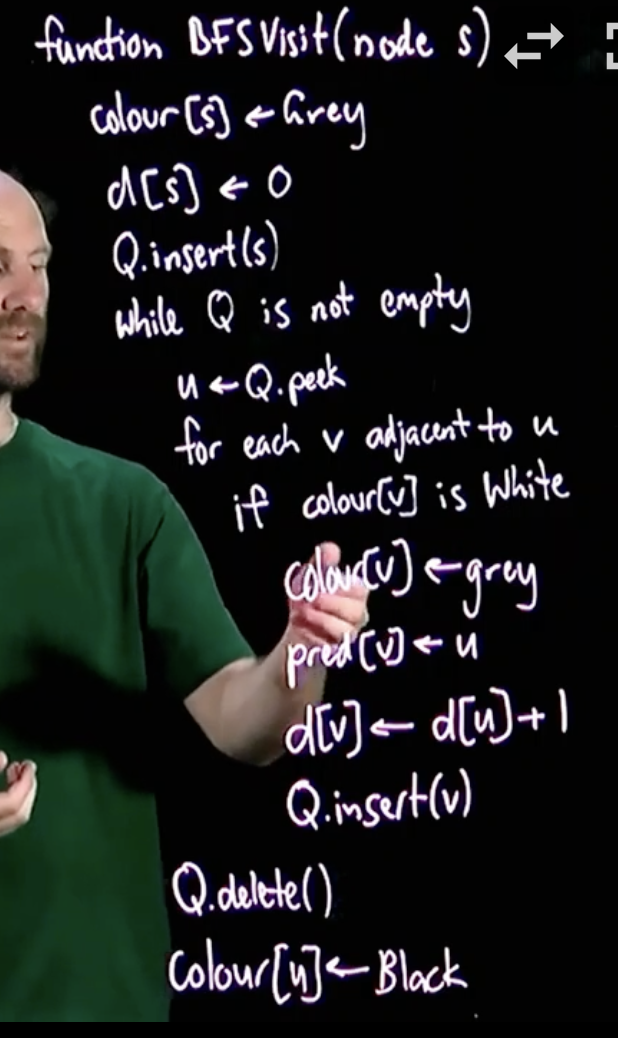 function BFSVisit(node s)
colour[s] ← Grey
d[s] ← 0
Q.insert(s)
while Q is not empty
u ← Q.peek
for each v adjacent to u
if colour[v] is White
colour[v] ← grey
pred[v] ← u
d[v] ← d[u] + 1
Q.insert(v)
Q.delete()
Colour[u] ← Black